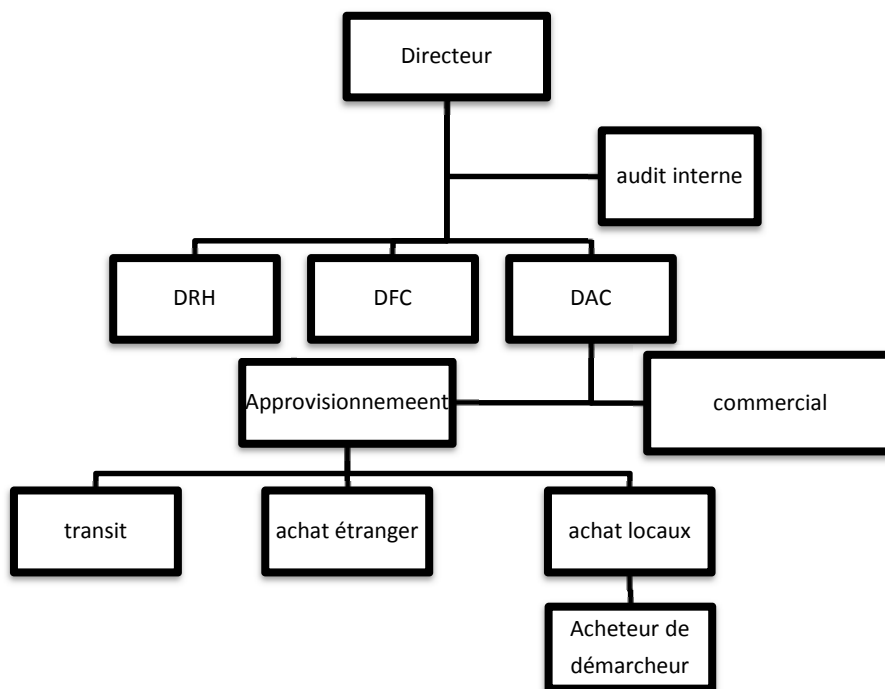 Directeur
audit interne
DRH
DFC
DAC
Approvisionnemeent
commercial
transit
achat étranger
achat locaux
Acheteur de
démarcheur